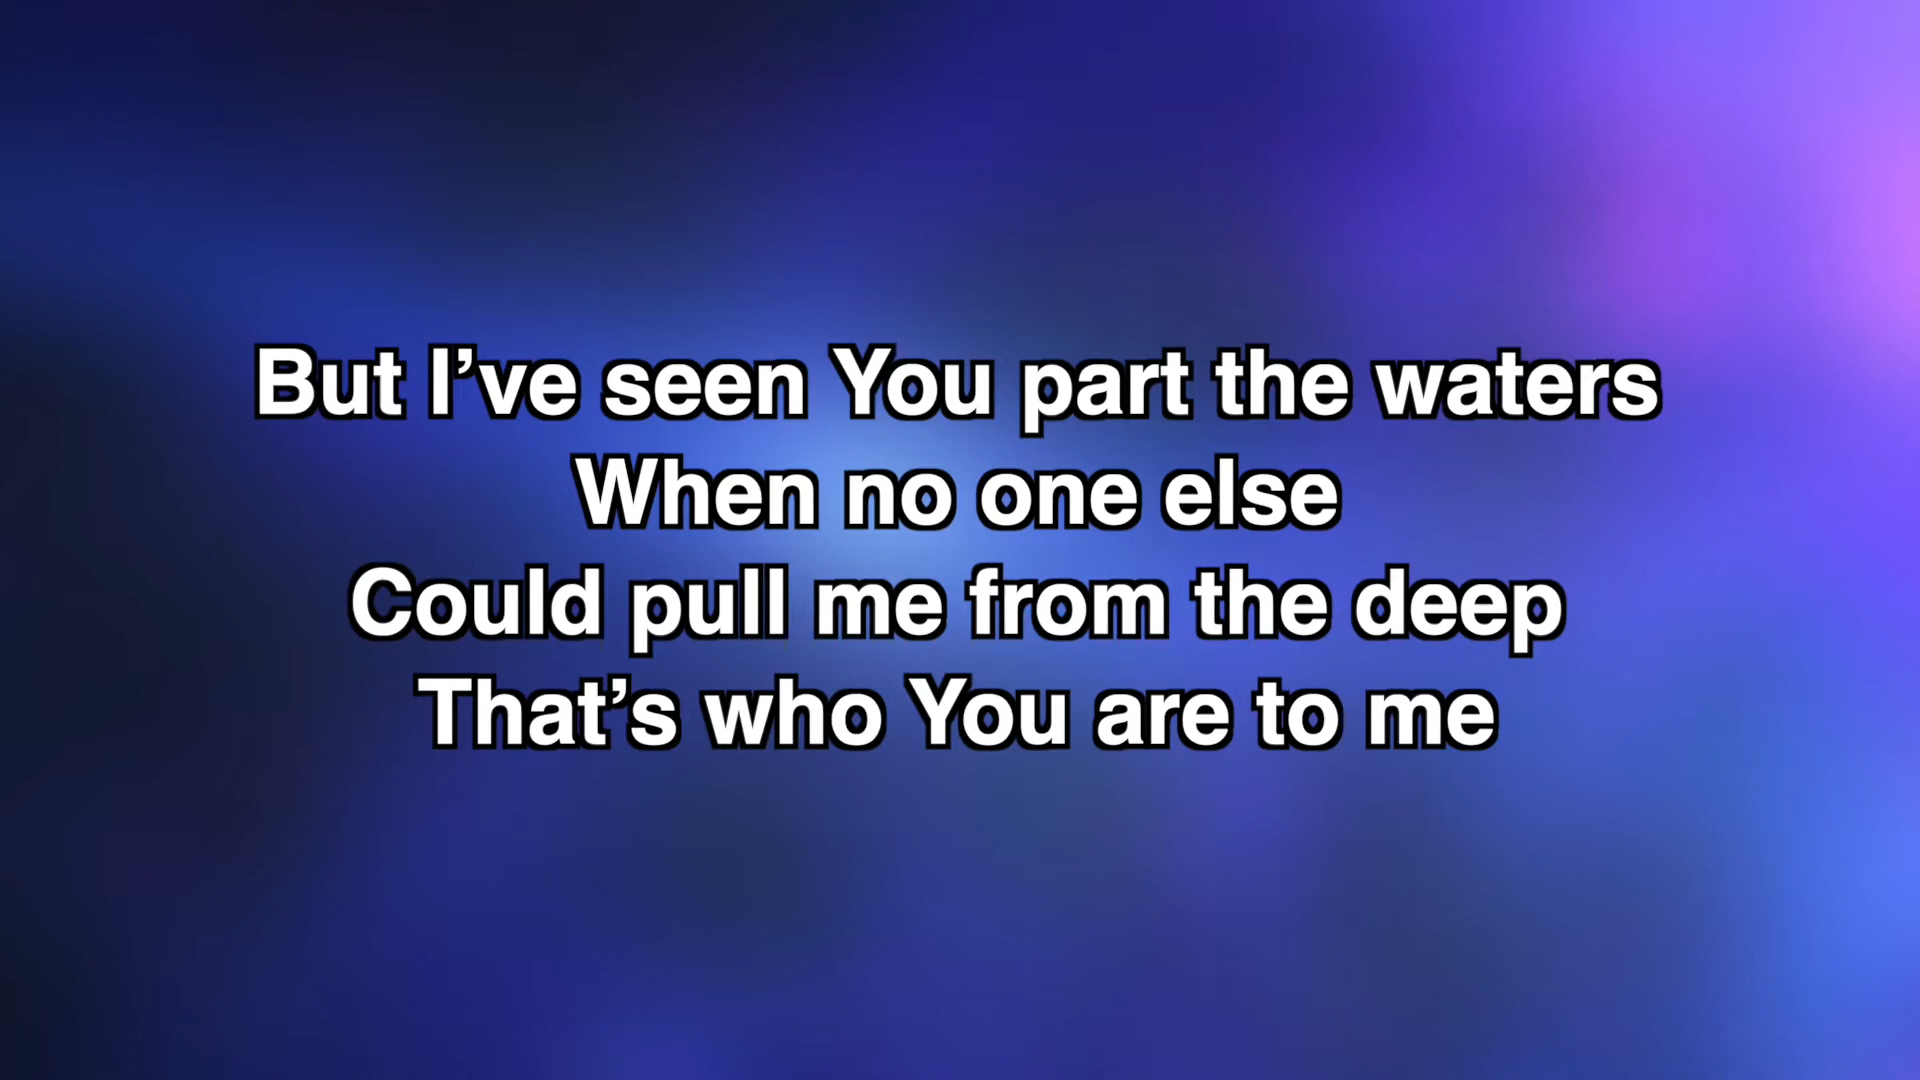 But I’ve seen You part the waters
When no one else
Could pull me from the deep
That’s who You are to me